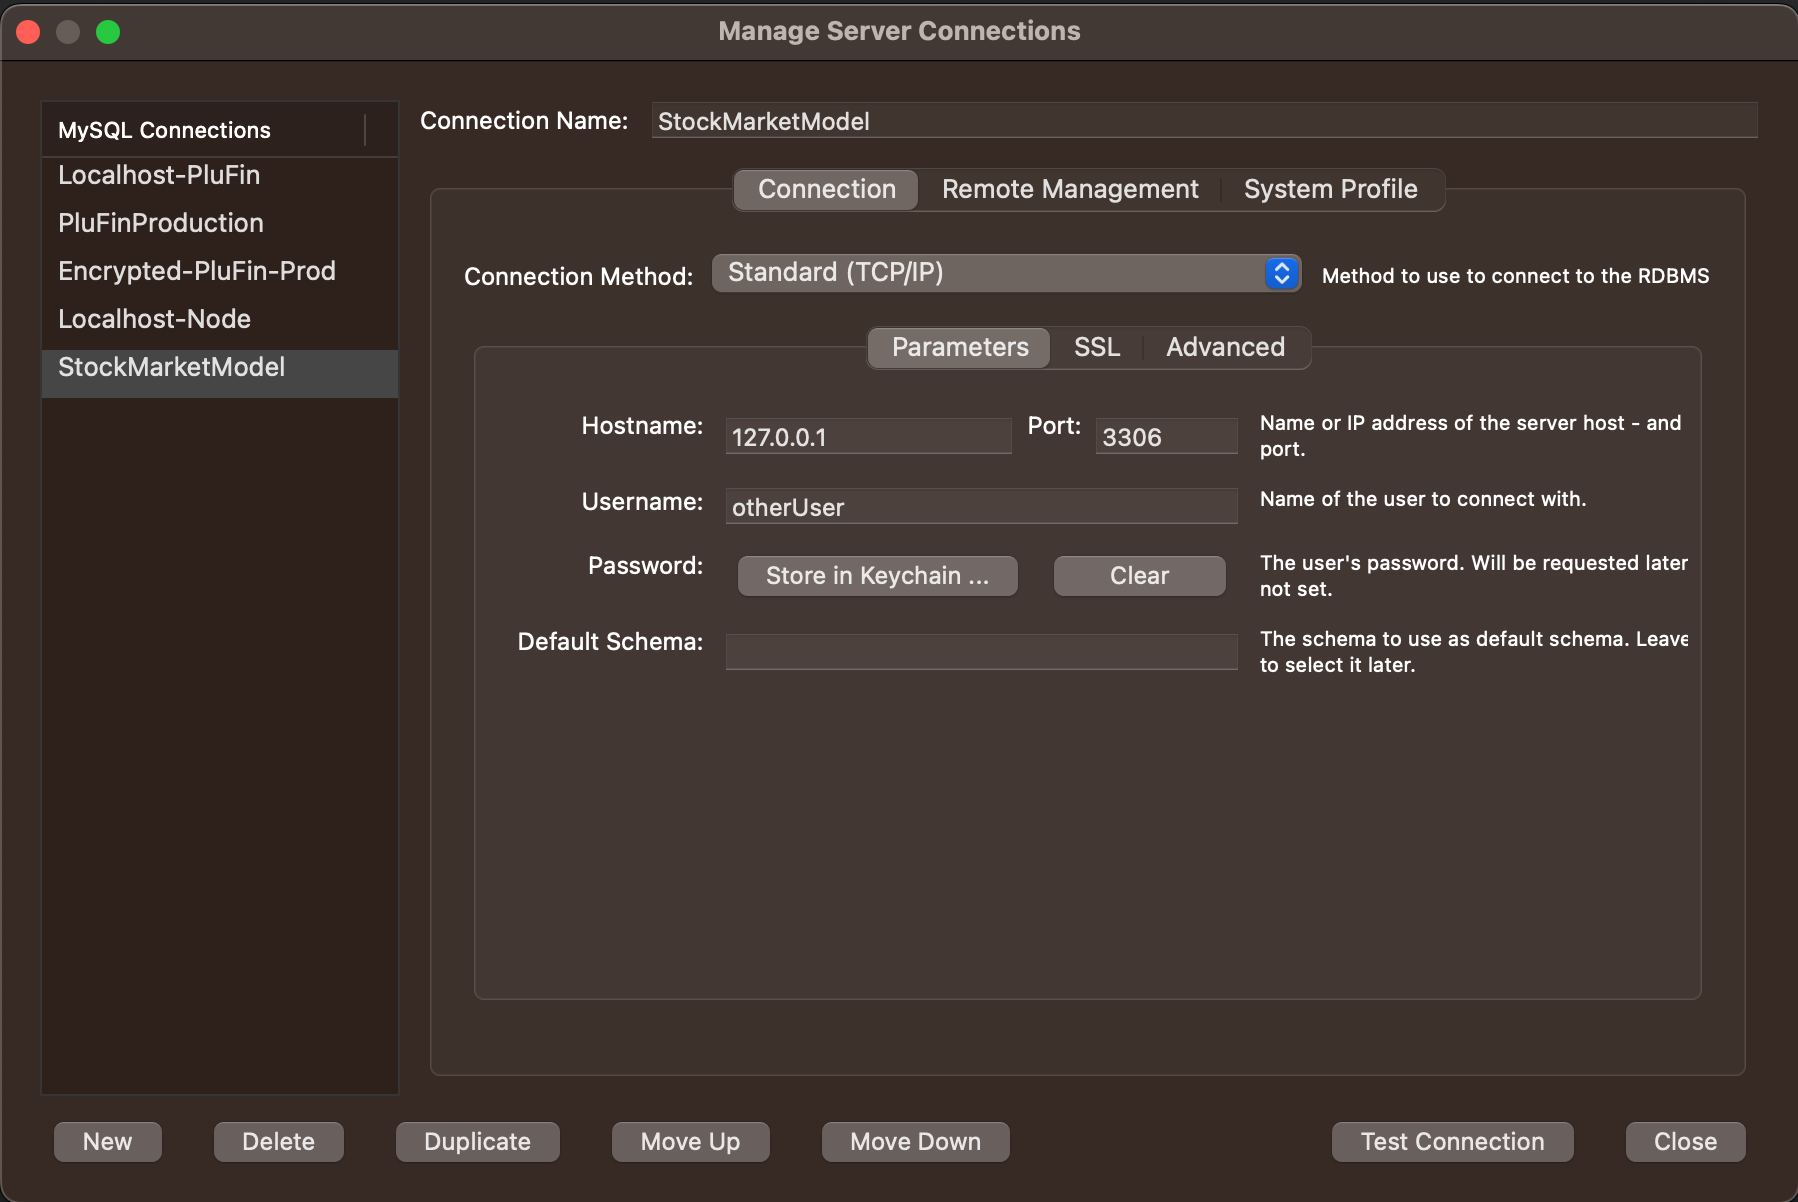 Manage Server Connections
MySQL Connections
Localhost-PluFin
PluFinProduction
Encrypted-PluFin-Prod
Localhost-Node
StockMarketModel
Connection Name: StockMarketModel
Connection Remote Management System Profile
Connection Method: Standard (TCP/IP) Method to use to connect to the RDBMS
Parameters SSL Advanced
Hostname: 127.0.0.1 Port: 3306 Name or IP address of the server host - and
port.
Username: otherUser Name of the user to connect with.
Password: Store in Keychain ... Clear The user's password. Will be requested later
not set.
Default Schema: The schema to use as default schema. Leave
to select it later.
New Delete Duplicate Move Up Move Down Test Connection Close